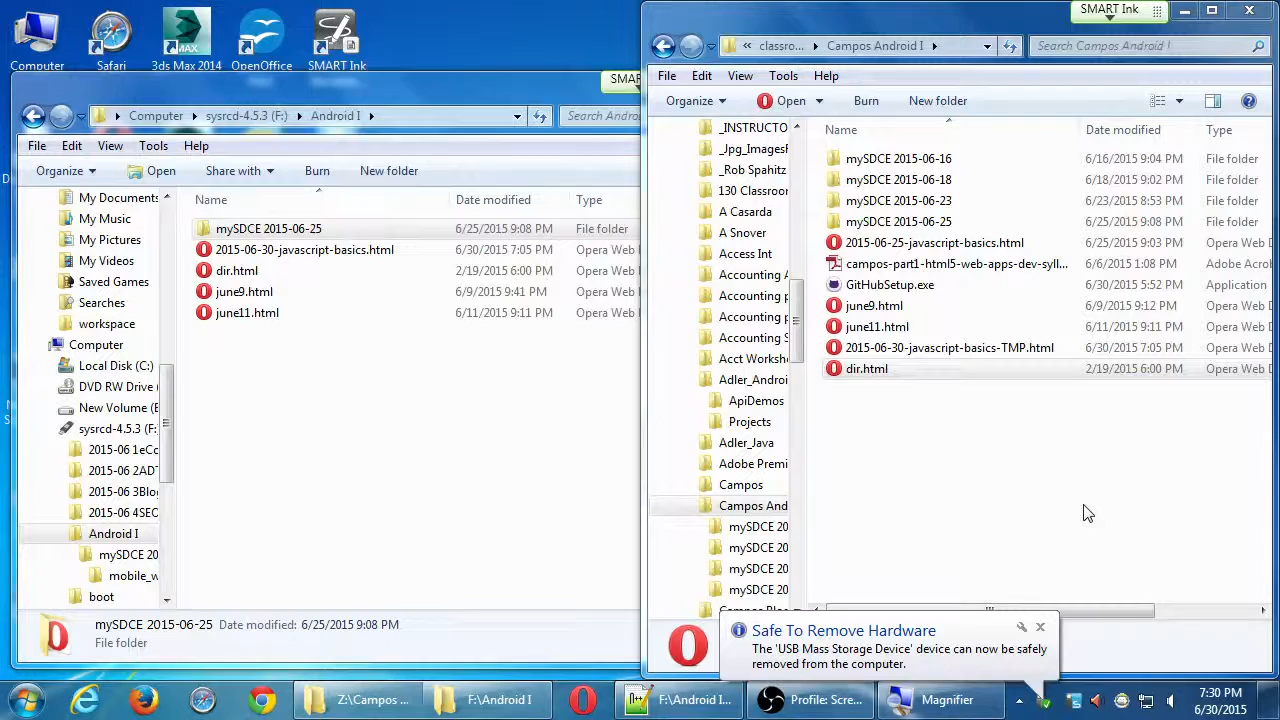 Computer
Safari
3ds Max 2014
OpenOffice
SMART Ink
Computer
sysrcd-4.5.3 (F:)
Android I
File
Edit
View
Tools
Help
Organize
Open
Share with
Burn
New folder
My Documents
My Music
My Pictures
My Videos
Saved Games
Searches
workspace
Computer
Local Disk (C:)
DVD RW Drive
New Volume (E
sysrcd-4.5.3 (F:
2015-06 1eCo
2015-06 2ADT
2015-06 3Blog
2015-06 4SEO
Android I
mySDCE 20
mobile_w
boot
Name
Date modified
Type
mySDCE 2015-06-25
6/25/2015 9:08 PM
File folder
2015-06-30-javascript-basics.html
6/30/2015 7:05 PM
Opera Web
dir.html
2/19/2015 6:00 PM
Opera Web
june9.html
6/9/2015 9:41 PM
Opera Web
june11.html
6/11/2015 9:11 PM
Opera Web
mySDCE 2015-06-25
Date modified: 6/25/2015 9:08 PM
File folder
SMART Ink
classro...
Campos Android I
Search Campos Android I
File
Edit
View
Tools
Help
Organize
Open
Burn
New folder
_INSTRUCTO
_Jpg_ImagesF
_Rob Spahitz
130 Classroor
A Casarda
A Snover
Access Int
Accounting A
Accounting p
Accounting p
Accounting S
Acct Worksho
Adler_Androi
ApiDemos
Projects
Adler_Java
Adobe Premi
Campos
Campos And
mySDCE 20
mySDCE 20
mySDCE 20
mySDCE 20
Name
Date modified
Type
mySDCE 2015-06-16
6/16/2015 9:04 PM
File folder
mySDCE 2015-06-18
6/18/2015 9:02 PM
File folder
mySDCE 2015-06-23
6/23/2015 8:53 PM
File folder
mySDCE 2015-06-25
6/25/2015 9:08 PM
File folder
2015-06-25-javascript-basics.html
6/25/2015 9:03 PM
Opera Web D
campos-part1-html5-web-apps-dev-syll...
6/6/2015 1:08 PM
Adobe Acrob
GitHubSetup.exe
6/30/2015 5:52 PM
Application
june9.html
6/9/2015 9:12 PM
Opera Web D
june11.html
6/11/2015 9:11 PM
Opera Web D
2015-06-30-javascript-basics-TMP.html
6/30/2015 7:05 PM
Opera Web D
dir.html
2/19/2015 6:00 PM
Opera Web D
Safe To Remove Hardware
The 'USB Mass Storage Device' device can now be safely
removed from the computer.
Z:\Campos ...
F:\Android I
F:\Android I...
Profile: Scre...
Magnifier
7:30 PM
6/30/2015